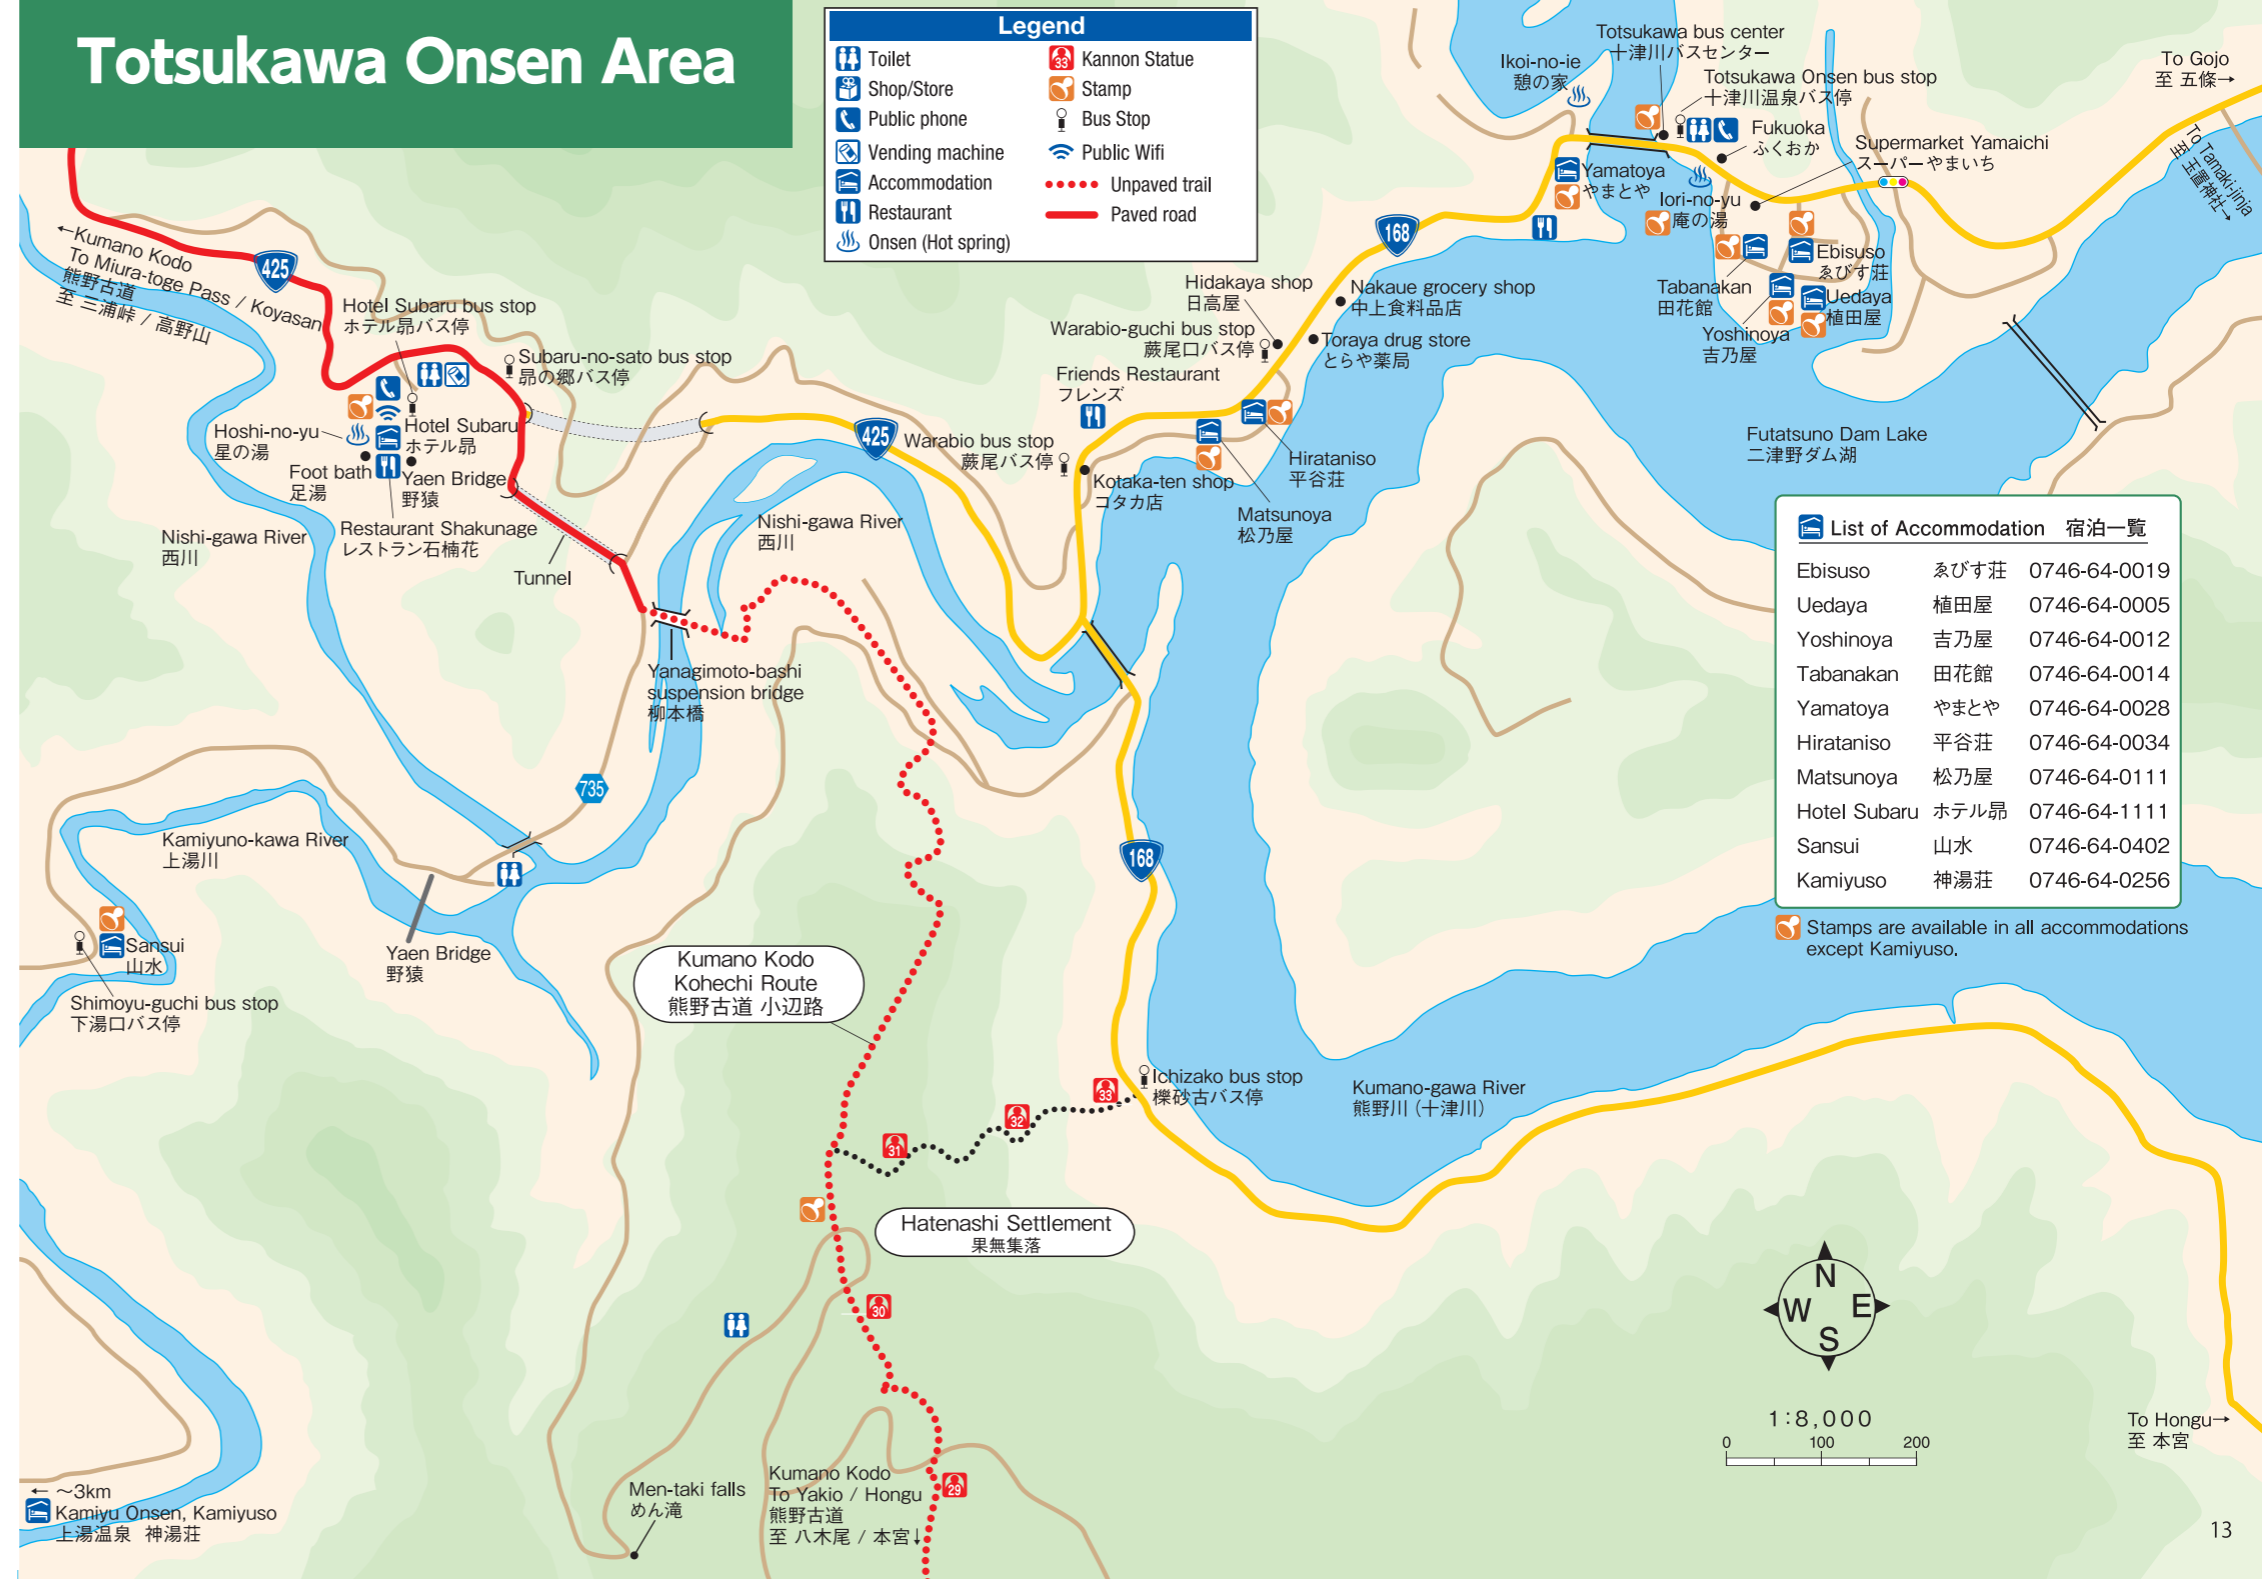 Totsukawa Onsen Area
Legend
Toilet
Shop/Store
Public phone
Vending machine
Accommodation
Restaurant
Onsen (Hot spring)
33
Kannon Statue
Stamp
Bus Stop
Public Wifi
Unpaved trail
Paved road
Totsukawa bus center
十津川バスセンター
Ikoi-no-ie
憩の家
Totsukawa Onsen bus stop
十津川温泉バス停
To Gojo
至 五條→
Fukuoka
ふくおか
Supermarket Yamaichi
スーパーやまいち
To Tamaki-jinja
至 玉置神社→
Yamatoya
やまとや
Iori-no-yu
庵の湯
168
Ebisuso
ゑびす荘
Tabanakan
田花館
Uedaya
植田屋
Yoshinoya
吉乃屋
←Kumano Kodo
To Miura-toge Pass / Koyasan
熊野古道
至 三浦峠 / 高野山
425
Hotel Subaru bus stop
ホテル昴バス停
Subaru-no-sato bus stop
昴の郷バス停
Hidakaya shop
日高屋
Nakaue grocery shop
中上食料品店
Warabio-guchi bus stop
蕨尾口バス停
Toraya drug store
とらや薬局
Friends Restaurant
フレンズ
Hoshi-no-yu
星の湯
Hotel Subaru
ホテル昴
Foot bath
足湯
Yaen Bridge
野猿
425
Warabio bus stop
蕨尾バス停
Kotaka-ten shop
コタカ店
Hirataniso
平谷荘
Matsunoya
松乃屋
Futatsuno Dam Lake
二津野ダム湖
Nishi-gawa River
西川
Restaurant Shakunage
レストラン石楠花
Tunnel
Nishi-gawa River
西川
List of Accommodation 宿泊一覧
Ebisuso ゑびす荘 0746-64-0019
Uedaya 植田屋 0746-64-0005
Yoshinoya 吉乃屋 0746-64-0012
Tabanakan 田花館 0746-64-0014
Yamatoya やまとや 0746-64-0028
Hirataniso 平谷荘 0746-64-0034
Matsunoya 松乃屋 0746-64-0111
Hotel Subaru ホテル昴 0746-64-1111
Sansui 山水 0746-64-0402
Kamiyuso 神湯荘 0746-64-0256
Stamps are available in all accommodations
except Kamiyuso.
Yanagimoto-bashi
suspension bridge
柳本橋
735
Kamiyuno-kawa River
上湯川
168
Sansui
山水
Yaen Bridge
野猿
Shimoyu-guchi bus stop
下湯口バス停
Kumano Kodo
Kohechi Route
熊野古道 小辺路
Ichizako bus stop
櫟砂古バス停
33
32
31
Kumano-gawa River
熊野川（十津川）
Hatenashi Settlement
果無集落
30
N
W E
S
1:8,000
0 100 200
To Hongu→
至 本宮
Men-taki falls
めん滝
Kumano Kodo
To Yakio / Hongu
熊野古道
至 八木尾 / 本宮↓
29
← ～3km
Kamiyu Onsen, Kamiyuso
上湯温泉 神湯荘
13